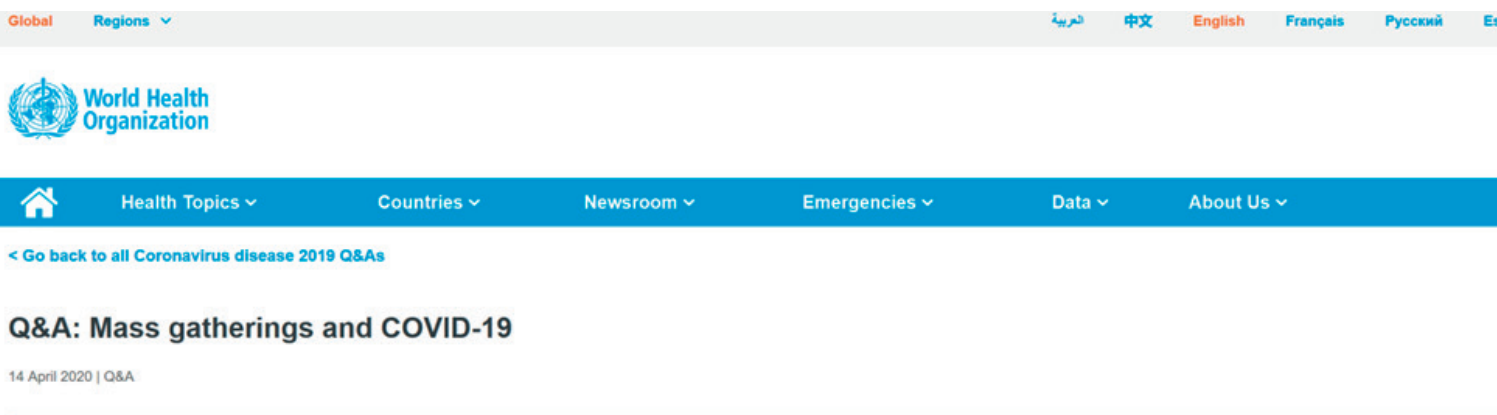 Global Regions العربية 中文 English Français Русский Es
World Health
Organization
Health Topics Countries Newsroom Emergencies Data About Us
< Go back to all Coronavirus disease 2019 Q&As
Q&A: Mass gatherings and COVID-19
14 April 2020 | Q&A